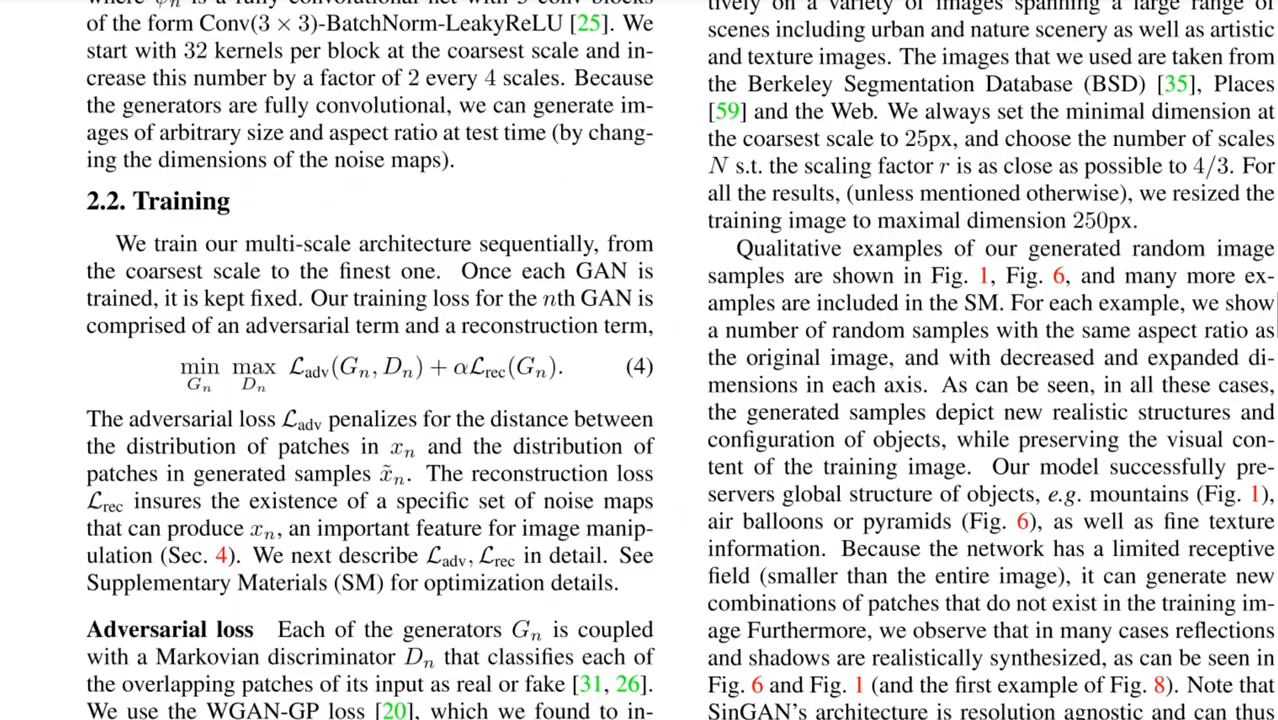 of the form Conv(3 × 3)-BatchNorm-LeakyReLU [25]. We
start with 32 kernels per block at the coarsest scale and in-
crease this number by a factor of 2 every 4 scales. Because
the generators are fully convolutional, we can generate im-
ages of arbitrary size and aspect ratio at test time (by chang-
ing the dimensions of the noise maps).
2.2. Training
We train our multi-scale architecture sequentially, from
the coarsest scale to the finest one. Once each GAN is
trained, it is kept fixed. Our training loss for the nth GAN is
comprised of an adversarial term and a reconstruction term,
min max ℒadv(Gn, Dn) + αℒrec(Gn). (4)
Gn Dn
The adversarial loss ℒadv penalizes for the distance between
the distribution of patches in xn and the distribution of
patches in generated samples x̃n. The reconstruction loss
ℒrec insures the existence of a specific set of noise maps
that can produce xn, an important feature for image manip-
ulation (Sec. 4). We next describe ℒadv, ℒrec in detail. See
Supplementary Materials (SM) for optimization details.
Adversarial loss Each of the generators Gn is coupled
with a Markovian discriminator Dn that classifies each of
the overlapping patches of its input as real or fake [31, 26].
We use the WGAN-GP loss [20], which we found to in-
tively on a variety of images spanning a large range of
scenes including urban and nature scenery as well as artistic
and texture images. The images that we used are taken from
the Berkeley Segmentation Database (BSD) [35], Places
[59] and the Web. We always set the minimal dimension at
the coarsest scale to 25px, and choose the number of scales
N s.t. the scaling factor r is as close as possible to 4/3. For
all the results, (unless mentioned otherwise), we resized the
training image to maximal dimension 250px.
Qualitative examples of our generated random image
samples are shown in Fig. 1, Fig. 6, and many more ex-
amples are included in the SM. For each example, we show
a number of random samples with the same aspect ratio as
the original image, and with decreased and expanded di-
mensions in each axis. As can be seen, in all these cases,
the generated samples depict new realistic structures and
configuration of objects, while preserving the visual con-
tent of the training image. Our model successfully pre-
servers global structure of objects, e.g. mountains (Fig. 1),
air balloons or pyramids (Fig. 6), as well as fine texture
information. Because the network has a limited receptive
field (smaller than the entire image), it can generate new
combinations of patches that do not exist in the training im-
age Furthermore, we observe that in many cases reflections
and shadows are realistically synthesized, as can be seen in
Fig. 6 and Fig. 1 (and the first example of Fig. 8). Note that
SinGAN's architecture is resolution agnostic and can thus